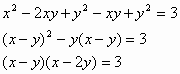 x² − 2xy + y² − xy + y² = 3
(x − y)² − y(x − y) = 3
(x − y)(x − 2y) = 3